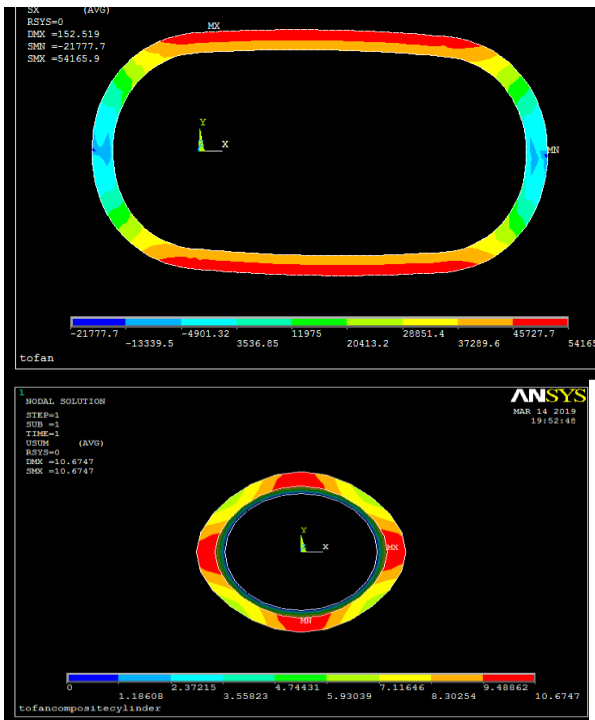 SX (AVG)
RSYS=0
DMX =152.519
SMN =-21777.7
SMX =54165.9
MX
Y
X
MN
-21777.7 -4901.32 11975 28851.4 45727.7
-13339.5 3536.85 20413.2 37289.6 54165
tofan
1
NODAL SOLUTION
STEP=1
SUB =1
TIME=1
USUM (AVG)
RSYS=0
DMX =10.6747
SMX =10.6747
ANSYS
MAR 14 2019
19:52:48
Y
X
MX
MN
0 2.37215 4.74431 7.11646 9.48862
1.18608 3.55823 5.93039 8.30254 10.6747
tofancompositecylinder